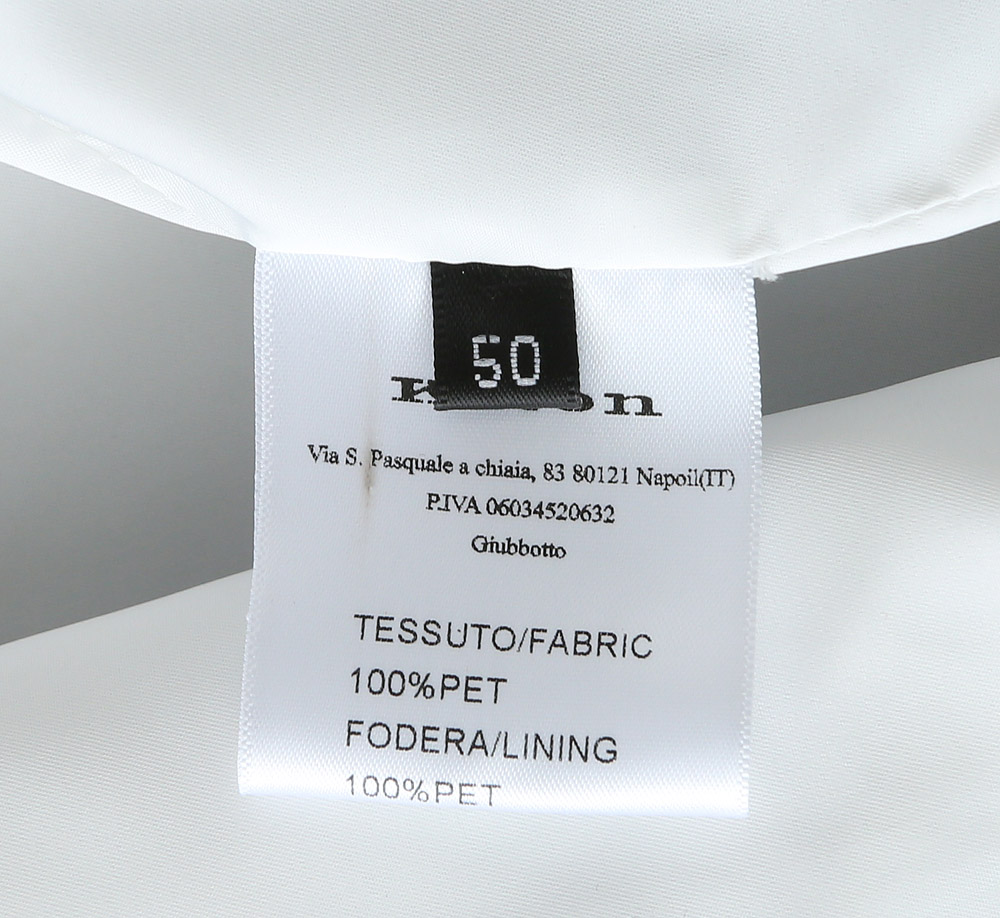 50
Via S. Pasquale a chiaia, 83 80121 Napoil(IT)
P.IVA 06034520632
Giubbotto
TESSUTO/FABRIC
100%PET
FODERA/LINING
100%PET